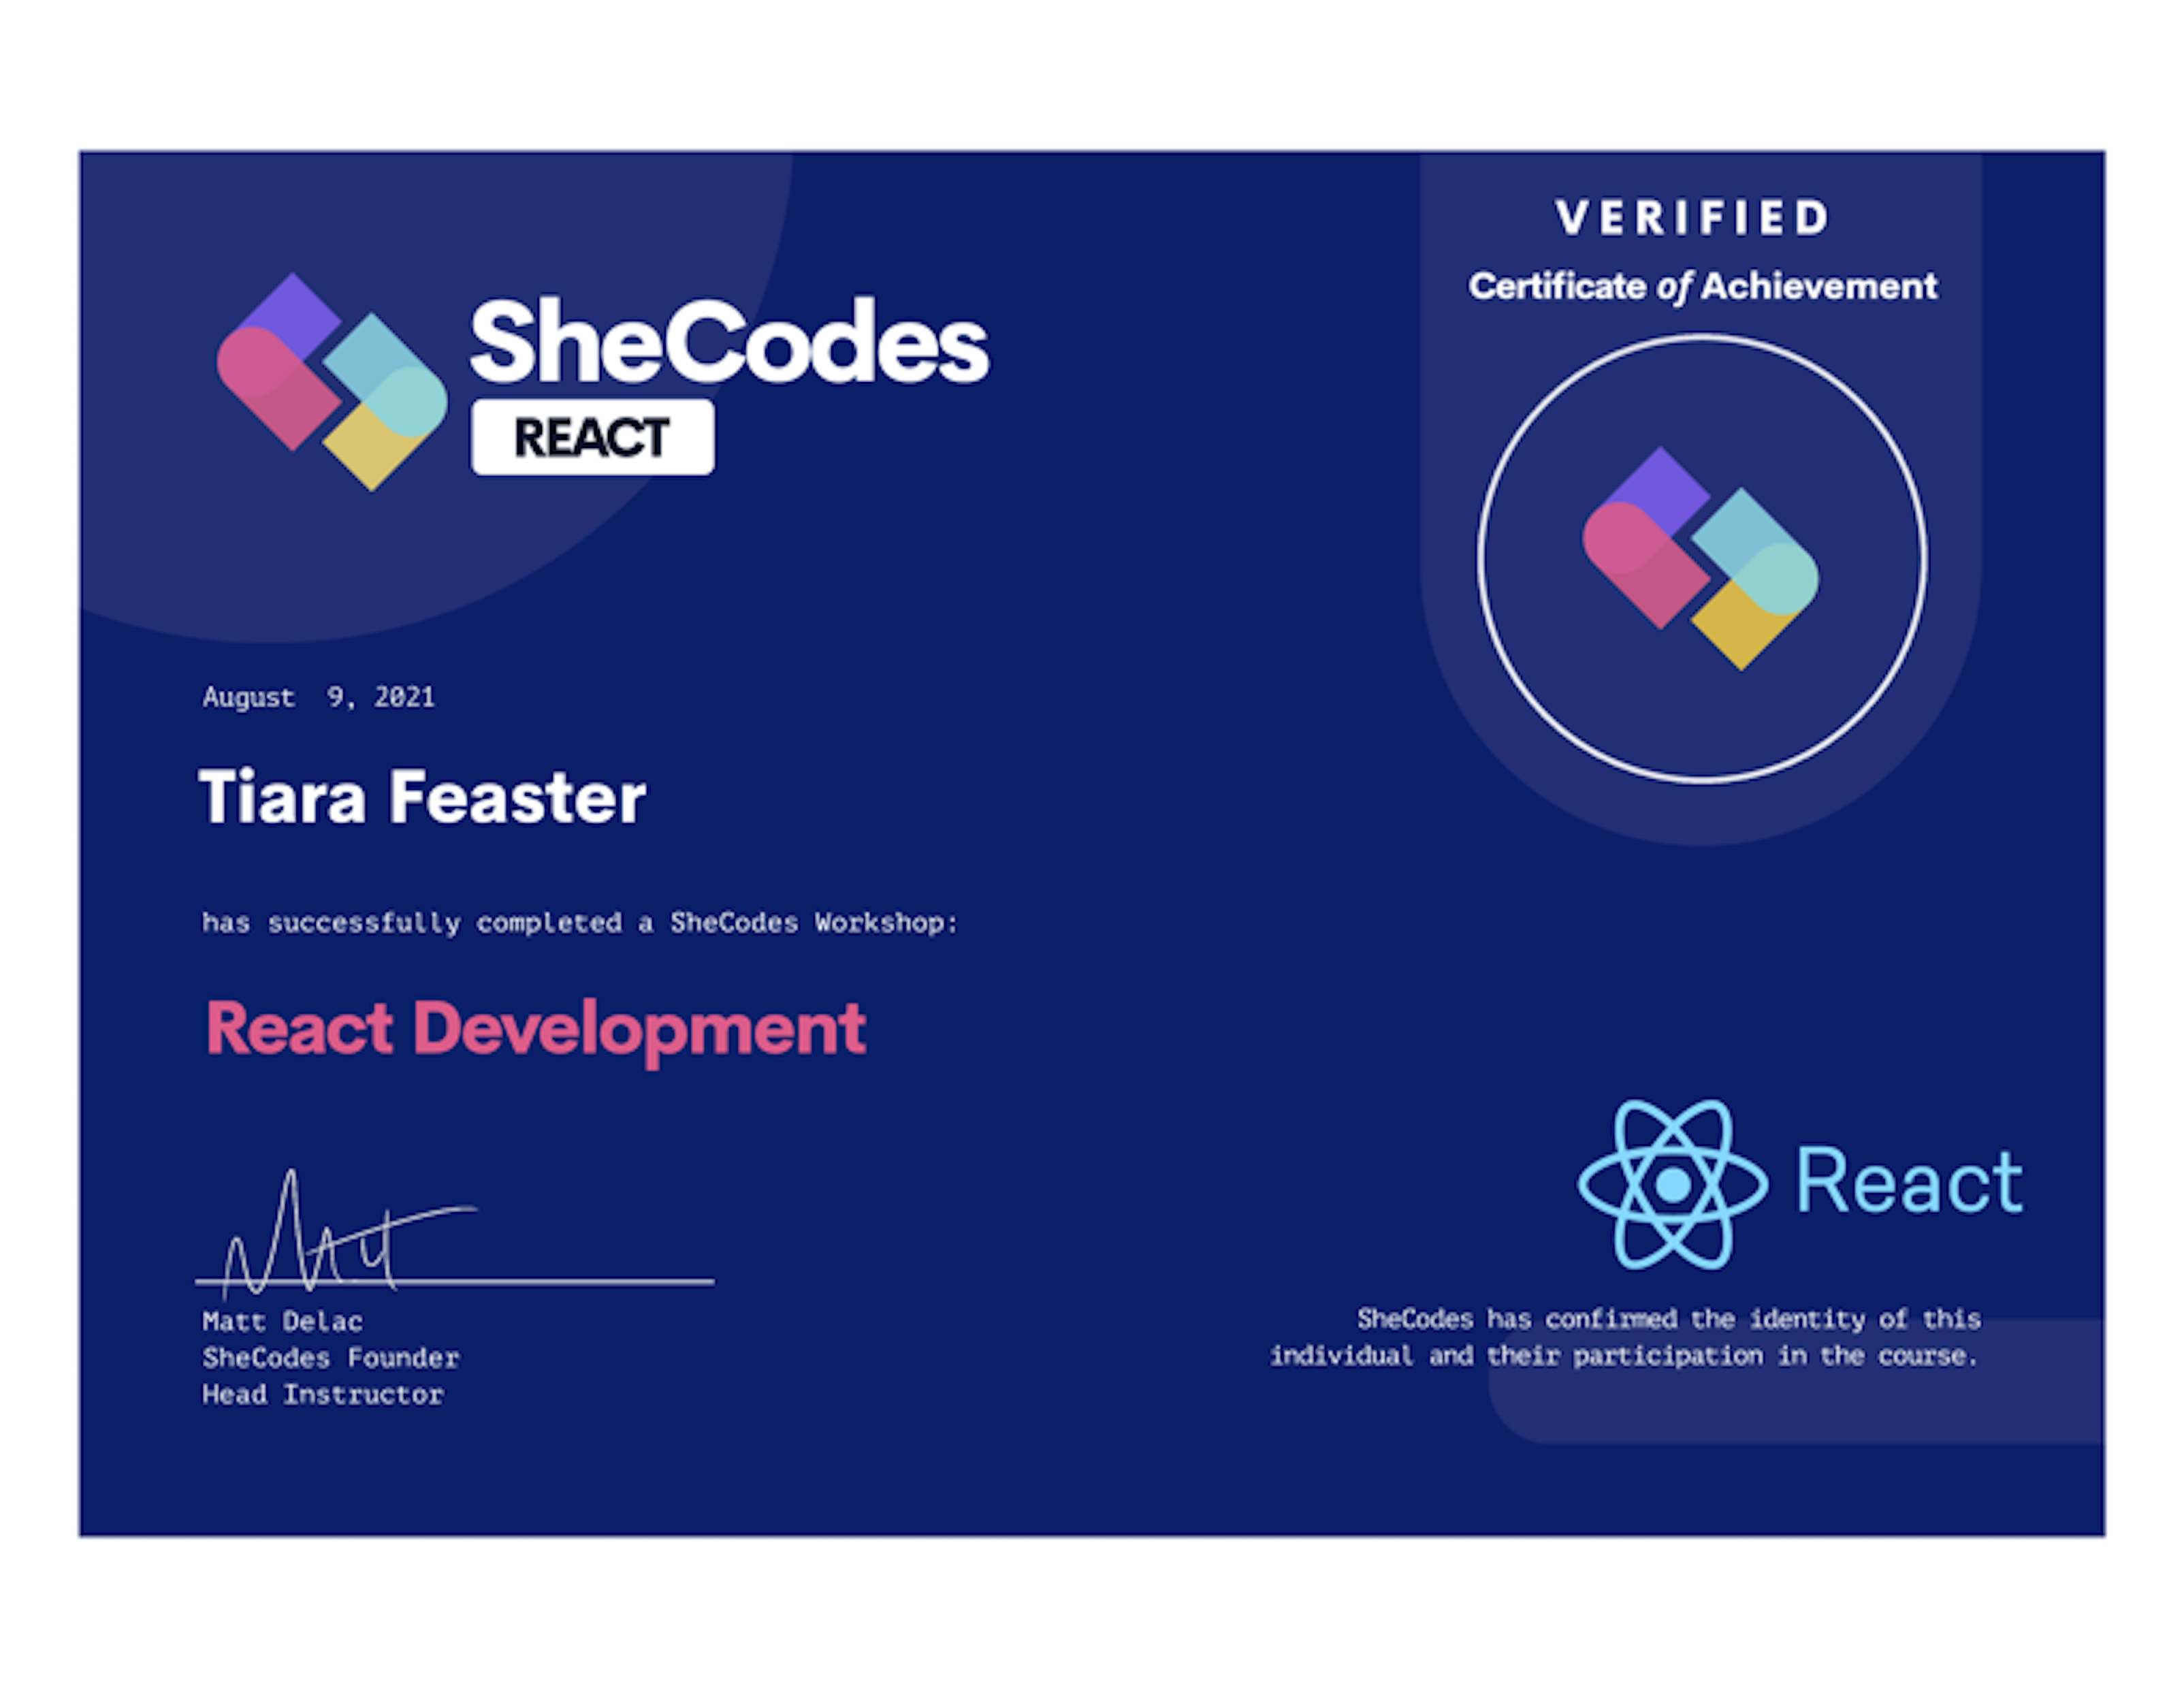 SheCodes
REACT
VERIFIED
Certificate of Achievement
August 9, 2021
Tiara Feaster
has successfully completed a SheCodes Workshop:
React Development
Matt
Matt Delac
SheCodes Founder
Head Instructor
React
SheCodes has confirmed the identity of this
individual and their participation in the course.